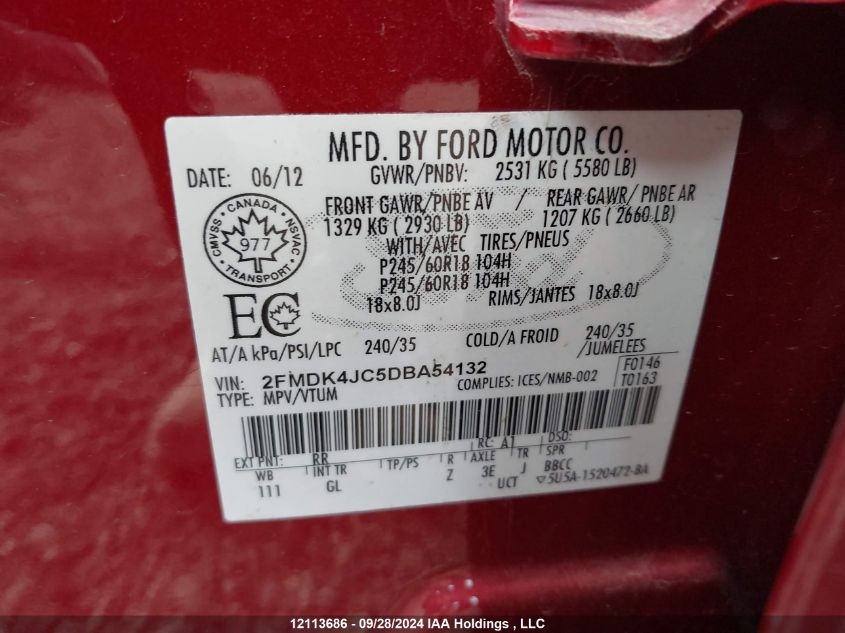 MFD. BY FORD MOTOR CO.
DATE: 06/12 GVWR/PNBV: 2531 KG ( 5580 LB)
FRONT GAWR/PNBE AV / REAR GAWR/ PNBE AR
1329 KG ( 2930 LB) 1207 KG ( 2660 LB)
WITH/AVEC TIRES/PNEUS
P245/60R18 104H
P245/60R18 104H
18x8.0J RIMS/JANTES 18x8.0J
CANADA
CMVSS NSVAC
977
TRANSPORT
EC
AT/A kPa/PSI/LPC 240/35 COLD/A FROID 240/35
/JUMELEES
VIN: 2FMDK4JC5DBA54132 COMPLIES: ICES/NMB-002 F0146
TYPE: MPV/VTUM T0163
EXT PNT: RR RC: A1 DSO:
WB INT TR TP/PS R AXLE TR SPR
111 GL Z 3E J BBCC
UCT 5U5A-1520472-BA
12113686 - 09/28/2024 IAA Holdings , LLC